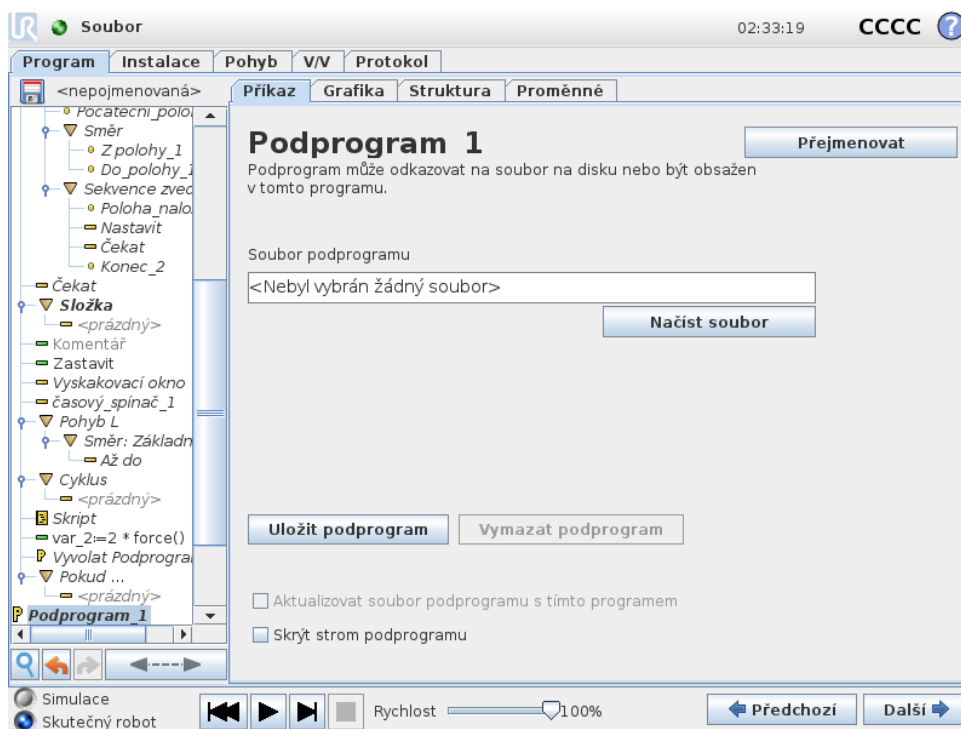 UR Soubor 02:33:19 CCCC ?
Program Instalace Pohyb V/V Protokol
<nepojmenovaná>
Příkaz Grafika Struktura Proměnné
Směr
Z polohy_1
Do_polohy_1
Sekvence zved
Poloha_nalo
Nastavit
Čekat
Konec_2
Čekat
Složka
<prázdný>
Komentář
Zastavit
Vyskakovací okno
časový_spínač_1
Pohyb L
Směr: Základn
Až do
Cyklus
<prázdný>
Skript
var_2:=2 * force()
Vyvolat Podprogra
Pokud ...
<prázdný>
P Podprogram_1
Podprogram 1
Přejmenovat
Podprogram může odkazovat na soubor na disku nebo být obsažen
v tomto programu.
Soubor podprogramu
<Nebyl vybrán žádný soubor>
Načíst soubor
Uložit podprogram Vymazat podprogram
Aktualizovat soubor podprogramu s tímto programem
Skrýt strom podprogramu
Simulace
Skutečný robot
Rychlost 100%
Předchozí Další